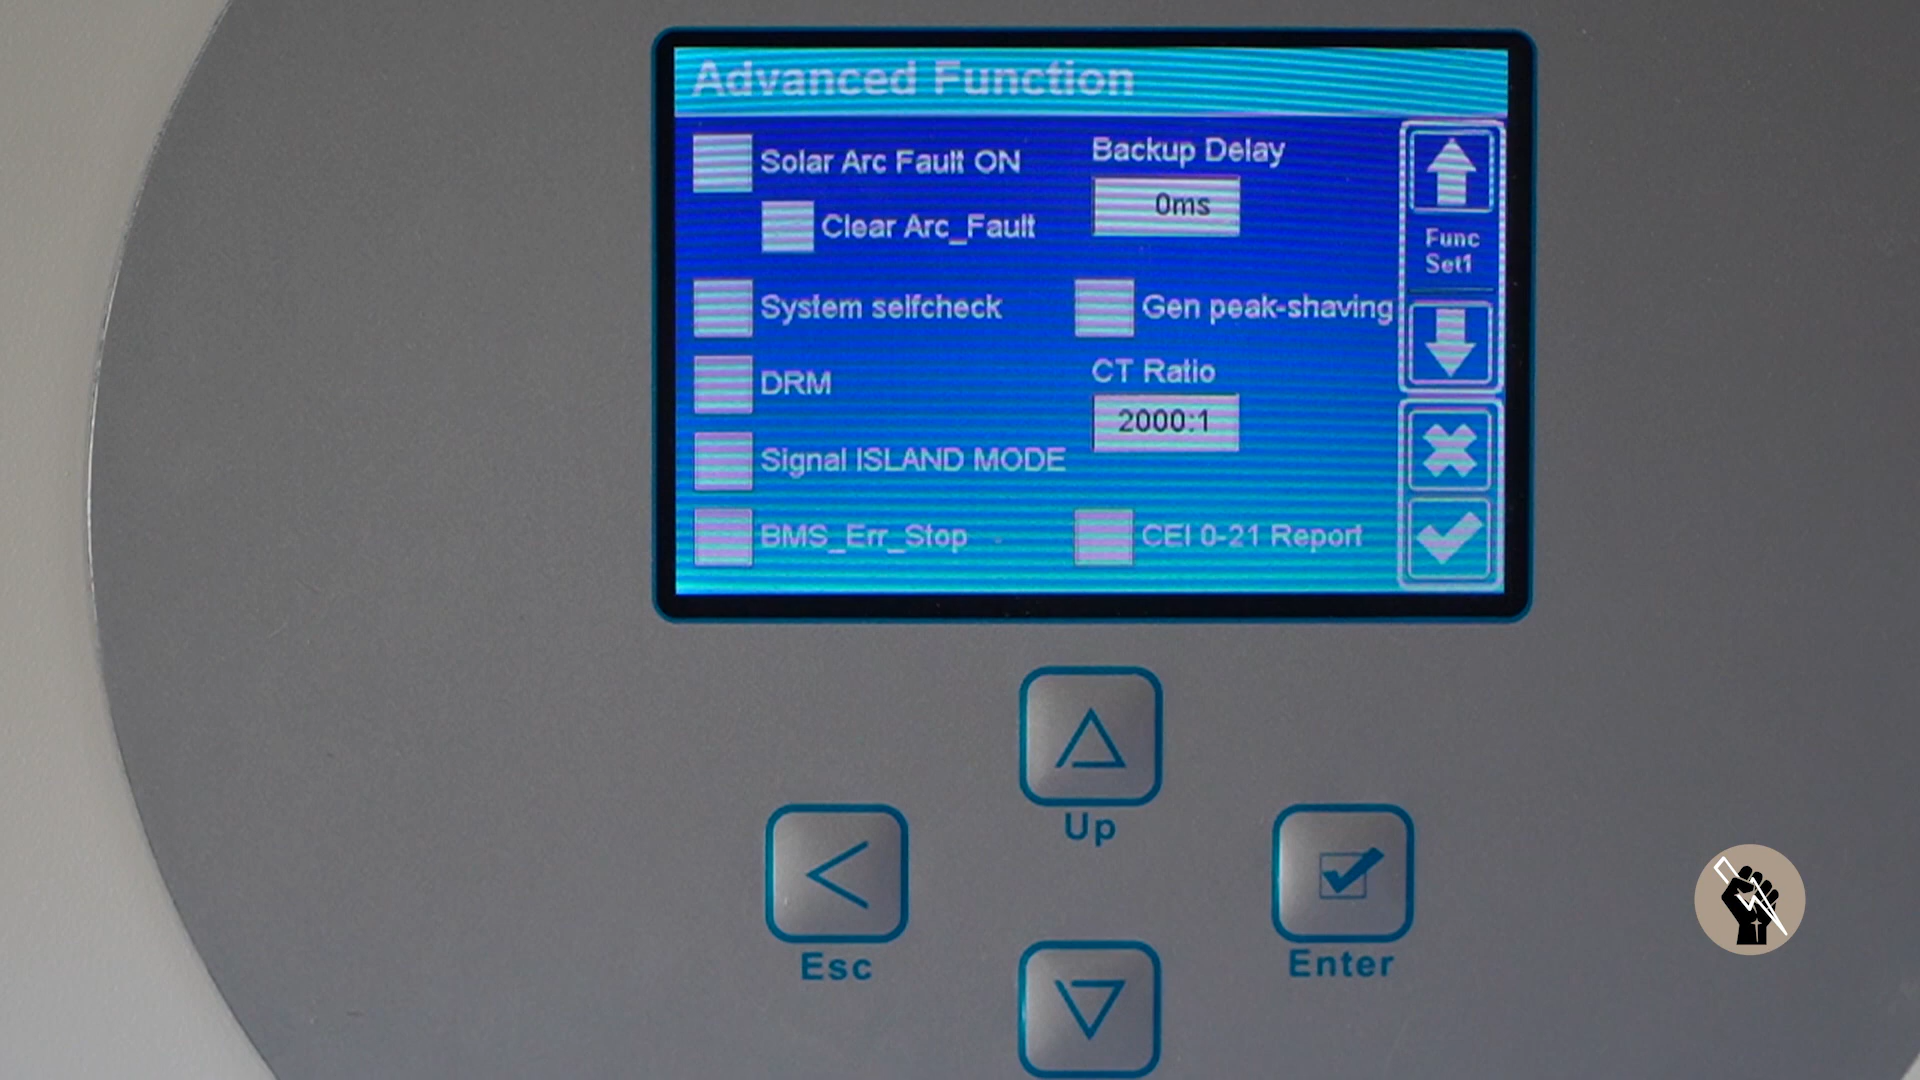 Advanced Function
Solar Arc Fault ON
Clear Arc_Fault
System selfcheck
DRM
Signal ISLAND MODE
BMS_Err_Stop
Backup Delay
0ms
Gen peak-shaving
CT Ratio
2000:1
CEI 0-21 Report
Func
Set1
Up
Esc
Enter